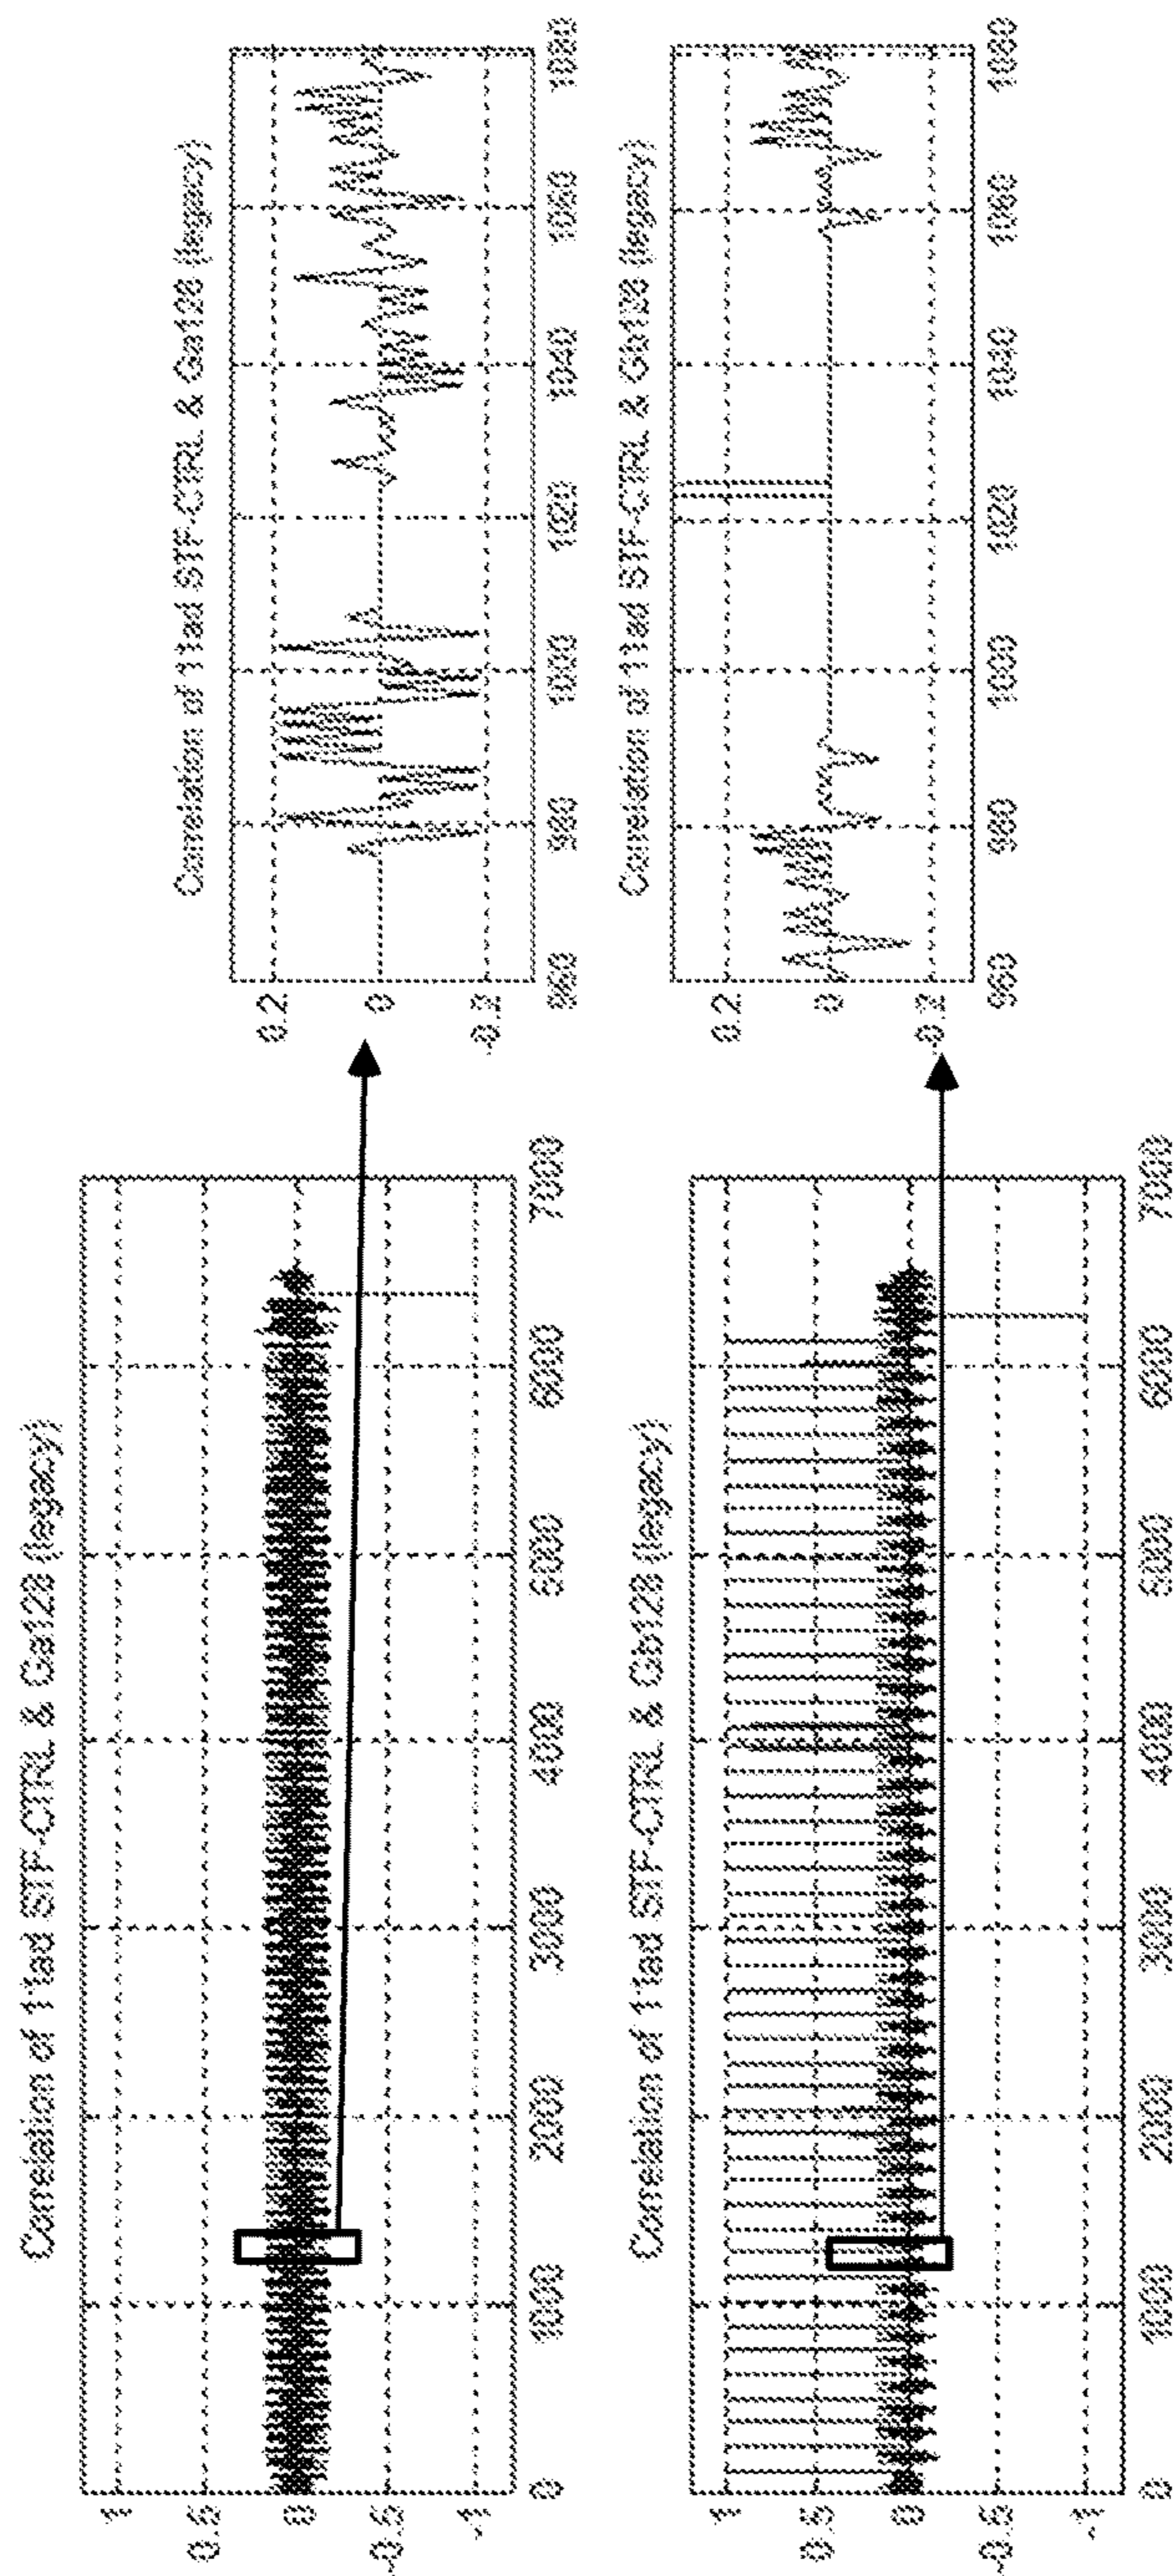 Correlation of 11ad STF-CTRL & Ga128 (legacy)
1
0.5
0
-0.5
-1
0 1000 2000 3000 4000 5000 6000 7000
Correlation of 11ad STF-CTRL & Ga128 (legacy)
0.2
0
-0.2
960 980 1000 1020 1040 1060 1080
Correlation of 11ad STF-CTRL & Gb128 (legacy)
1
0.5
0
-0.5
-1
0 1000 2000 3000 4000 5000 6000 7000
Correlation of 11ad STF-CTRL & Gb128 (legacy)
0.2
0
-0.2
960 980 1000 1020 1040 1060 1080